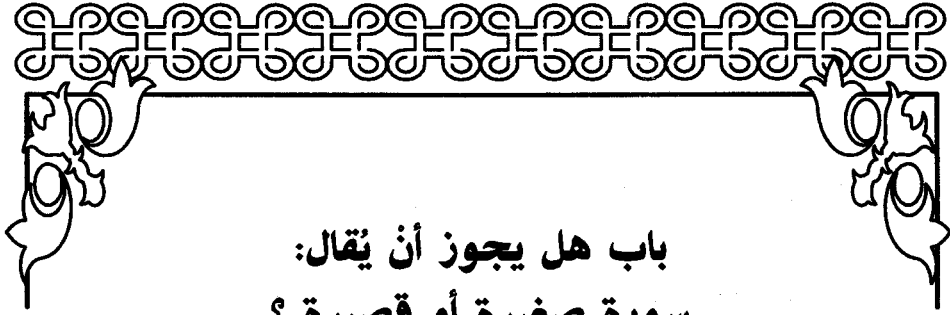 باب هل يجوز أنْ يُقال:
سورة صغيرة أو قصيرة ؟